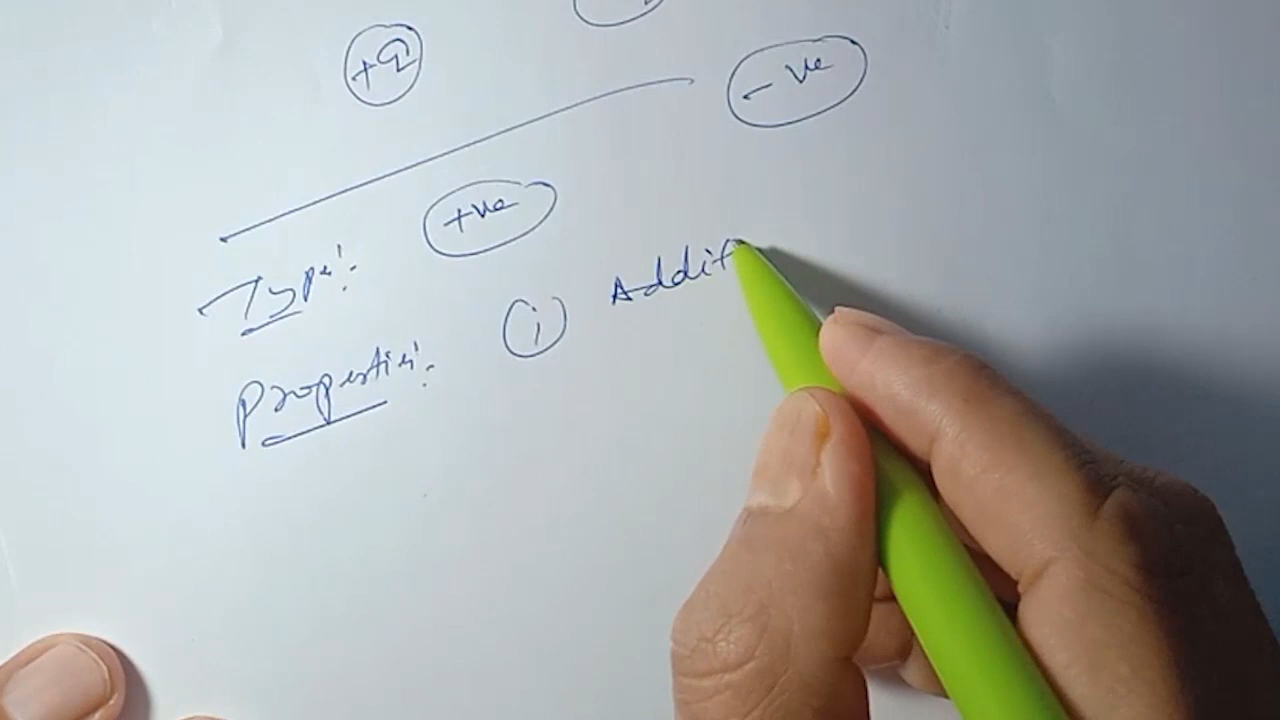 +q
-ve
Type:- +ve
Properties:- (i) Addit